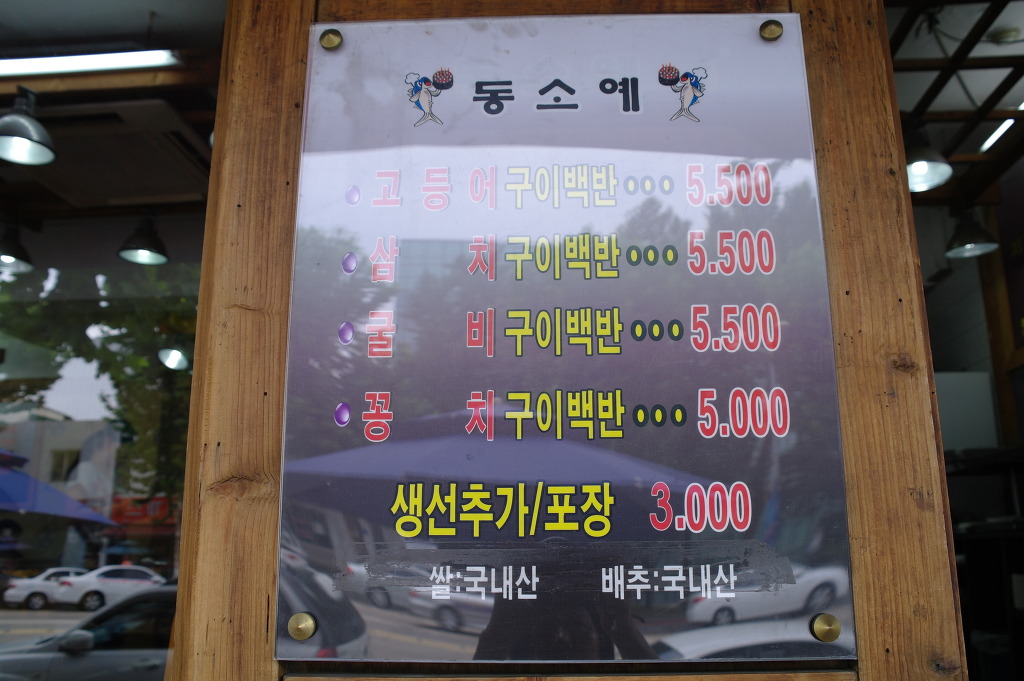 동소예
고등어구이백반 ••• 5.500
삼치구이백반 ••• 5.500
굴비구이백반 ••• 5.500
꽁치구이백반 ••• 5.000
생선추가/포장 3.000
쌀:국내산 배추:국내산